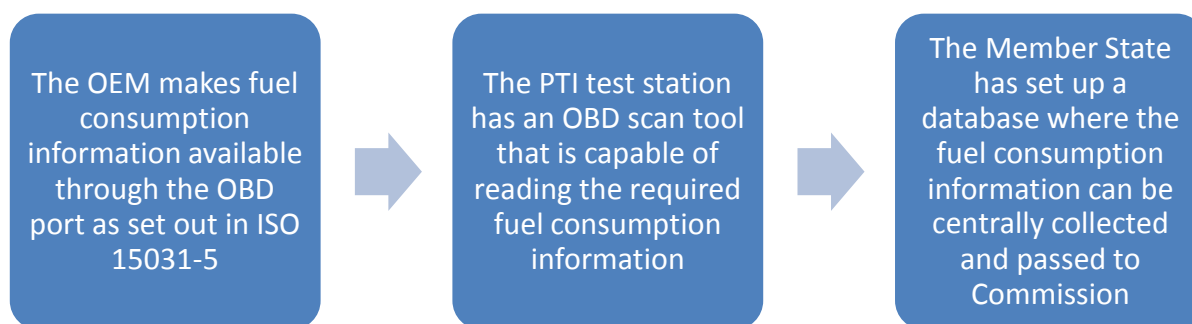 The OEM makes fuel
consumption
information available
through the OBD
port as set out in ISO
15031-5
The PTI test station
has an OBD scan tool
that is capable of
reading the required
fuel consumption
information
The Member State
has set up a
database where the
fuel consumption
information can be
centrally collected
and passed to
Commission